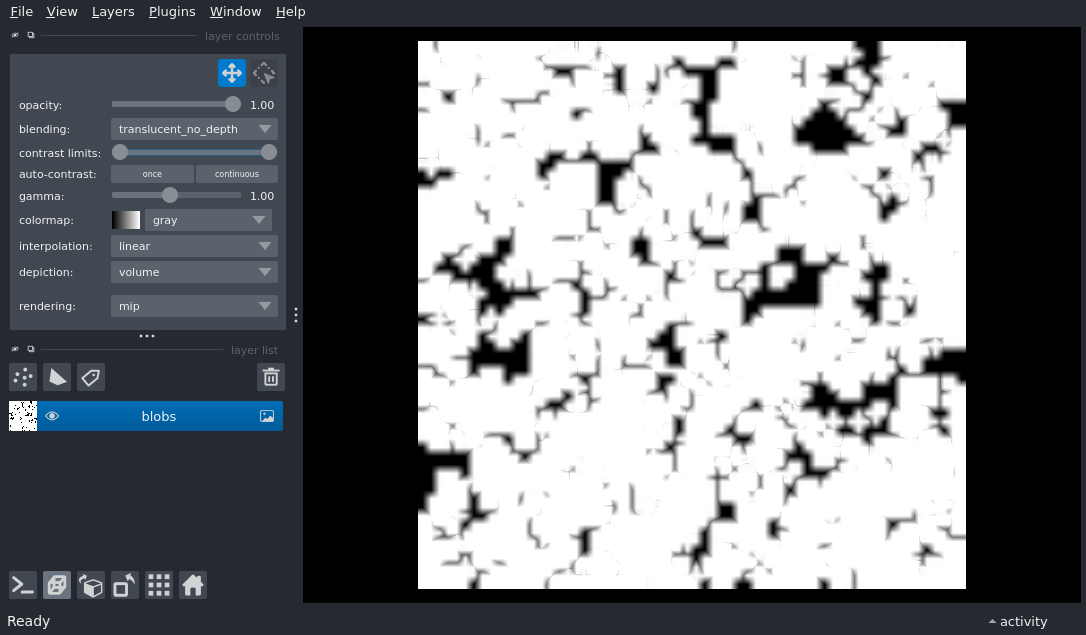 File View Layers Plugins Window Help
layer controls
opacity: 1.00
blending: translucent_no_depth
contrast limits:
auto-contrast: once continuous
gamma: 1.00
colormap: gray
interpolation: linear
depiction: volume
rendering: mip
layer list
blobs
Ready activity